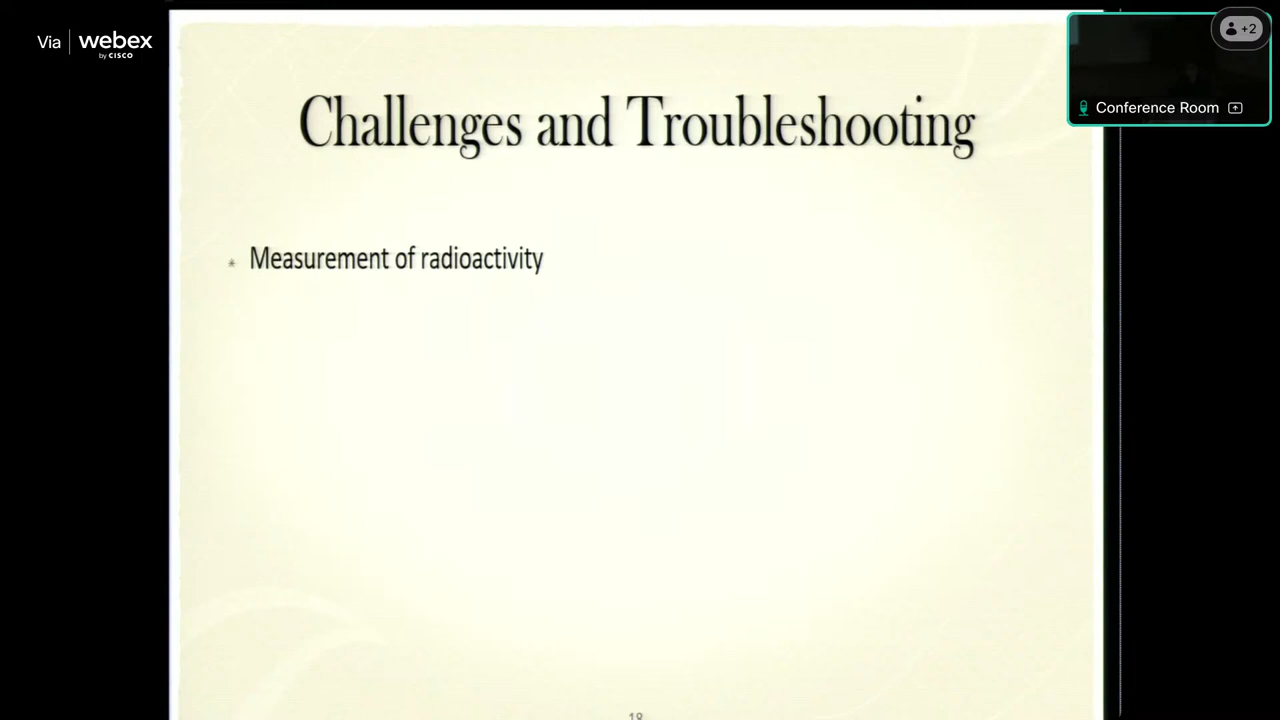 Via webex
by CISCO
+2
Conference Room
Challenges and Troubleshooting
* Measurement of radioactivity
18